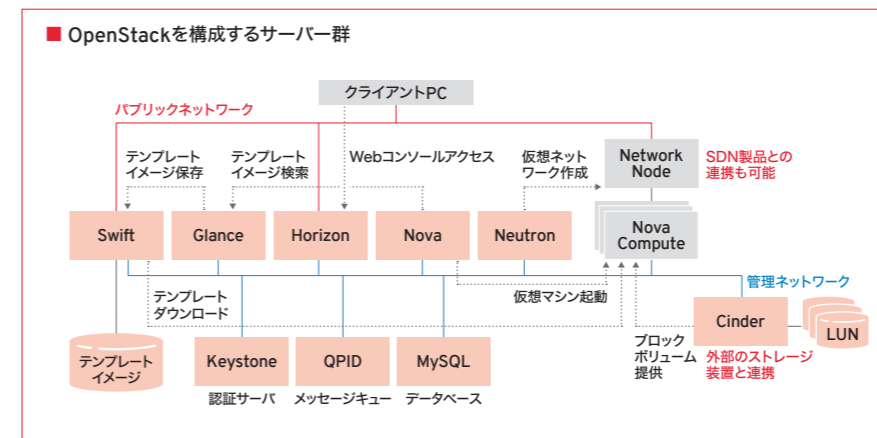 ■ OpenStackを構成するサーバー群
クライアントPC
パブリックネットワーク
テンプレート
イメージ保存
テンプレート
イメージ検索
Webコンソールアクセス
仮想ネット
ワーク作成
Network
Node
SDN製品との
連携も可能
Swift
Glance
Horizon
Nova
Neutron
Nova
Compute
管理ネットワーク
テンプレート
ダウンロード
仮想マシン起動
Cinder
LUN
ブロック
ボリューム
提供
外部のストレージ
装置と連携
テンプレート
イメージ
Keystone
QPID
MySQL
認証サーバ
メッセージキュー
データベース